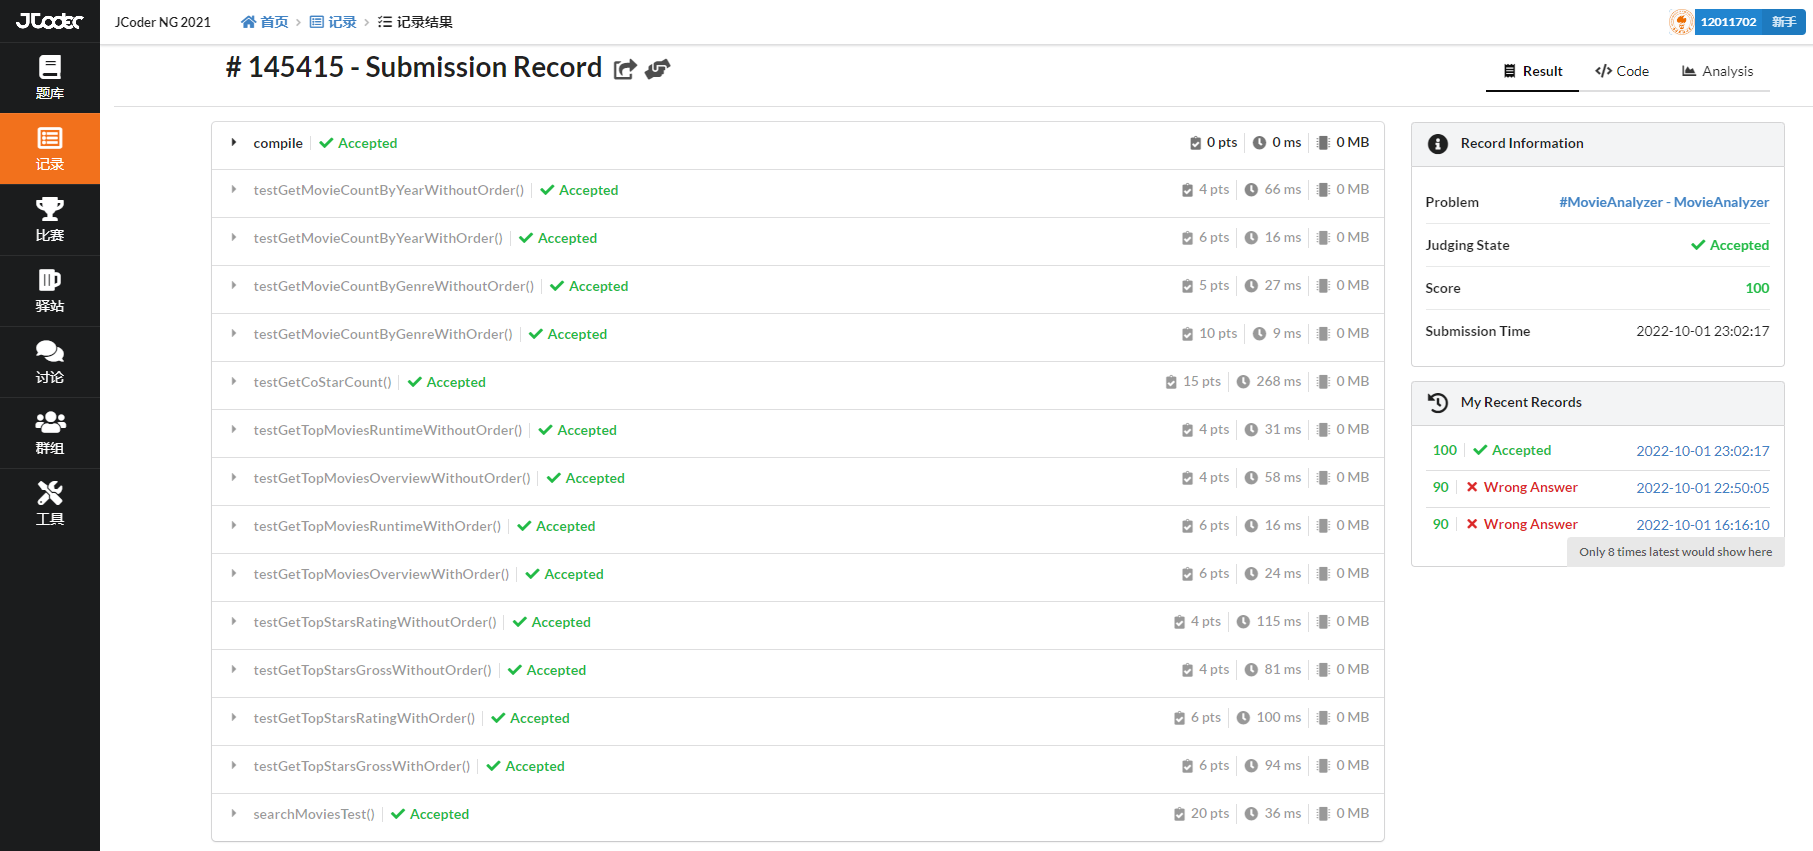 JCoder
JCoder NG 2021
首页
记录
记录结果
12011702
新手
题库
记录
比赛
驿站
讨论
群组
工具
# 145415 - Submission Record
Result
Code
Analysis
compile Accepted 0 pts 0 ms 0 MB
testGetMovieCountByYearWithoutOrder() Accepted 4 pts 66 ms 0 MB
testGetMovieCountByYearWithOrder() Accepted 6 pts 16 ms 0 MB
testGetMovieCountByGenreWithoutOrder() Accepted 5 pts 27 ms 0 MB
testGetMovieCountByGenreWithOrder() Accepted 10 pts 9 ms 0 MB
testGetCoStarCount() Accepted 15 pts 268 ms 0 MB
testGetTopMoviesRuntimeWithoutOrder() Accepted 4 pts 31 ms 0 MB
testGetTopMoviesOverviewWithoutOrder() Accepted 4 pts 58 ms 0 MB
testGetTopMoviesRuntimeWithOrder() Accepted 6 pts 16 ms 0 MB
testGetTopMoviesOverviewWithOrder() Accepted 6 pts 24 ms 0 MB
testGetTopStarsRatingWithoutOrder() Accepted 4 pts 115 ms 0 MB
testGetTopStarsGrossWithoutOrder() Accepted 4 pts 81 ms 0 MB
testGetTopStarsRatingWithOrder() Accepted 6 pts 100 ms 0 MB
testGetTopStarsGrossWithOrder() Accepted 6 pts 94 ms 0 MB
searchMoviesTest() Accepted 20 pts 36 ms 0 MB
Record Information
Problem #MovieAnalyzer - MovieAnalyzer
Judging State Accepted
Score 100
Submission Time 2022-10-01 23:02:17
My Recent Records
100 Accepted 2022-10-01 23:02:17
90 Wrong Answer 2022-10-01 22:50:05
90 Wrong Answer 2022-10-01 16:16:10
Only 8 times latest would show here